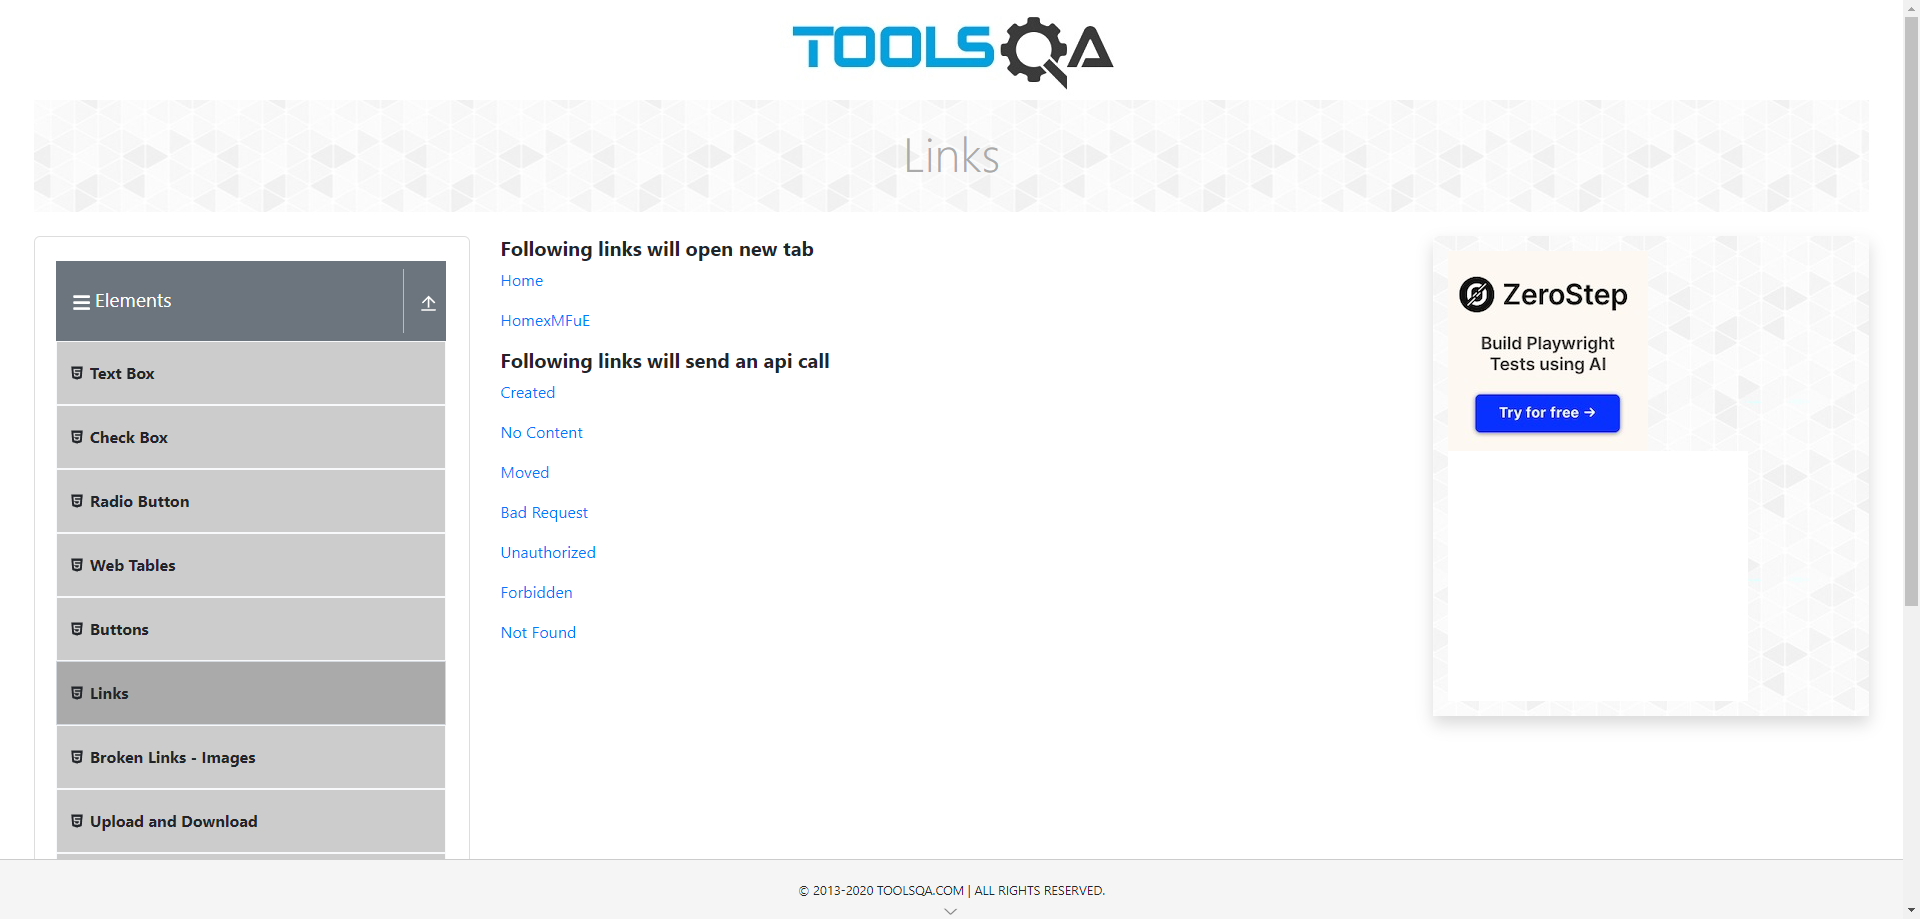 TOOLSQA
Links
Elements
Text Box
Check Box
Radio Button
Web Tables
Buttons
Links
Broken Links - Images
Upload and Download
Following links will open new tab
Home
HomexMFuE
Following links will send an api call
Created
No Content
Moved
Bad Request
Unauthorized
Forbidden
Not Found
ZeroStep
Build Playwright
Tests using AI
Try for free →
© 2013-2020 TOOLSQA.COM | ALL RIGHTS RESERVED.